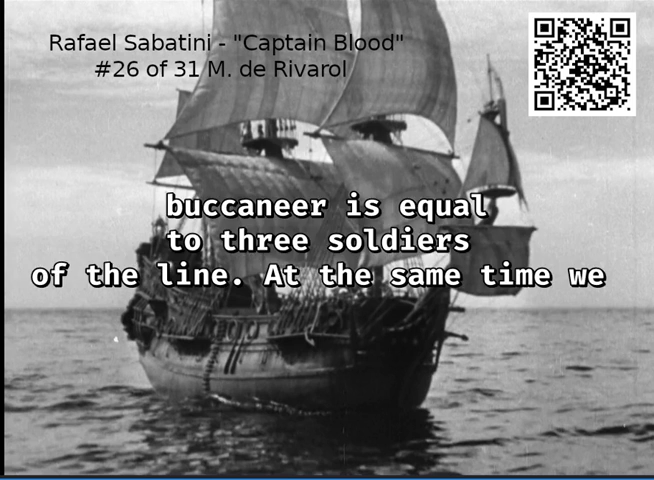 Rafael Sabatini - "Captain Blood"
#26 of 31 M. de Rivarol
buccaneer is equal
to three soldiers
of the line. At the same time we